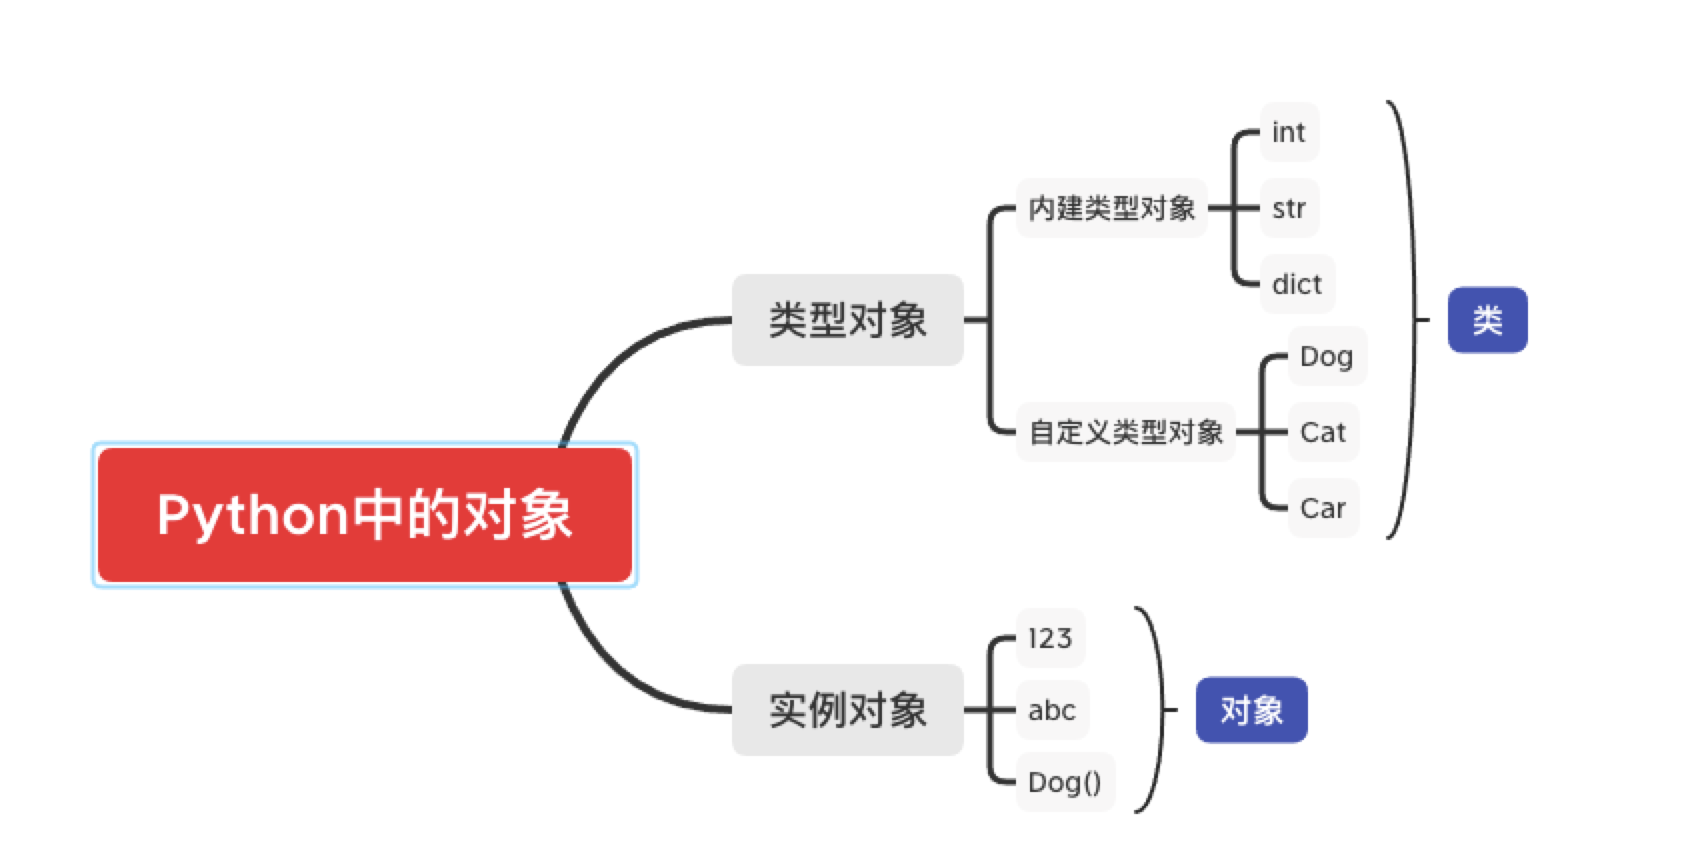 Python中的对象
类型对象
内建类型对象
int
str
dict
自定义类型对象
Dog
Cat
Car
类
实例对象
123
abc
Dog()
对象